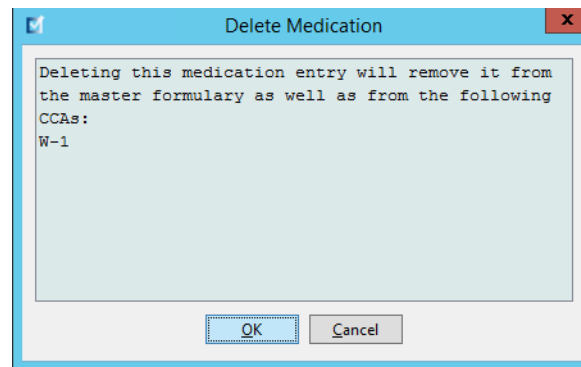 Delete Medication
x
Deleting this medication entry will remove it from
the master formulary as well as from the following
CCAs:
W-1
OK
Cancel